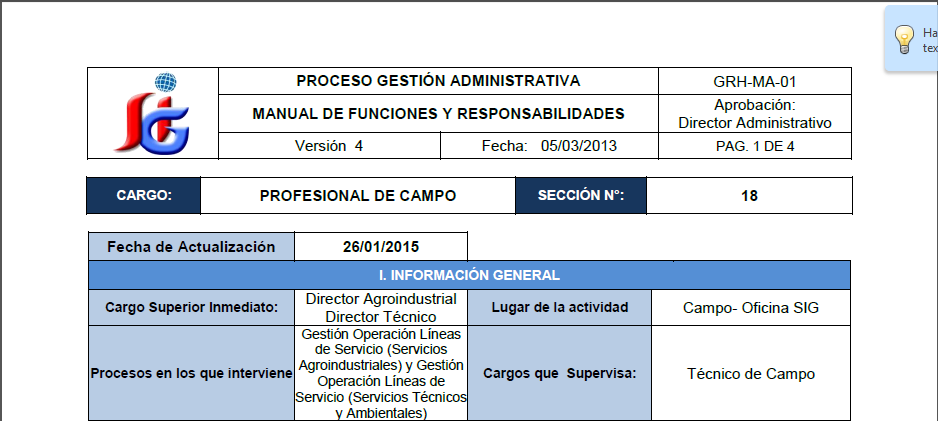 Ha
tex
SIG
PROCESO GESTIÓN ADMINISTRATIVA
GRH-MA-01
MANUAL DE FUNCIONES Y RESPONSABILIDADES
Aprobación:
Director Administrativo
Versión 4
Fecha: 05/03/2013
PAG. 1 DE 4
CARGO:
PROFESIONAL DE CAMPO
SECCIÓN N°:
18
Fecha de Actualización
26/01/2015
I. INFORMACIÓN GENERAL
Cargo Superior Inmediato:
Director Agroindustrial
Director Técnico
Lugar de la actividad
Campo- Oficina SIG
Procesos en los que interviene
Gestión Operación Líneas
de Servicio (Servicios
Agroindustriales) y Gestión
Operación Líneas de
Servicio (Servicios Técnicos
y Ambientales)
Cargos que Supervisa:
Técnico de Campo